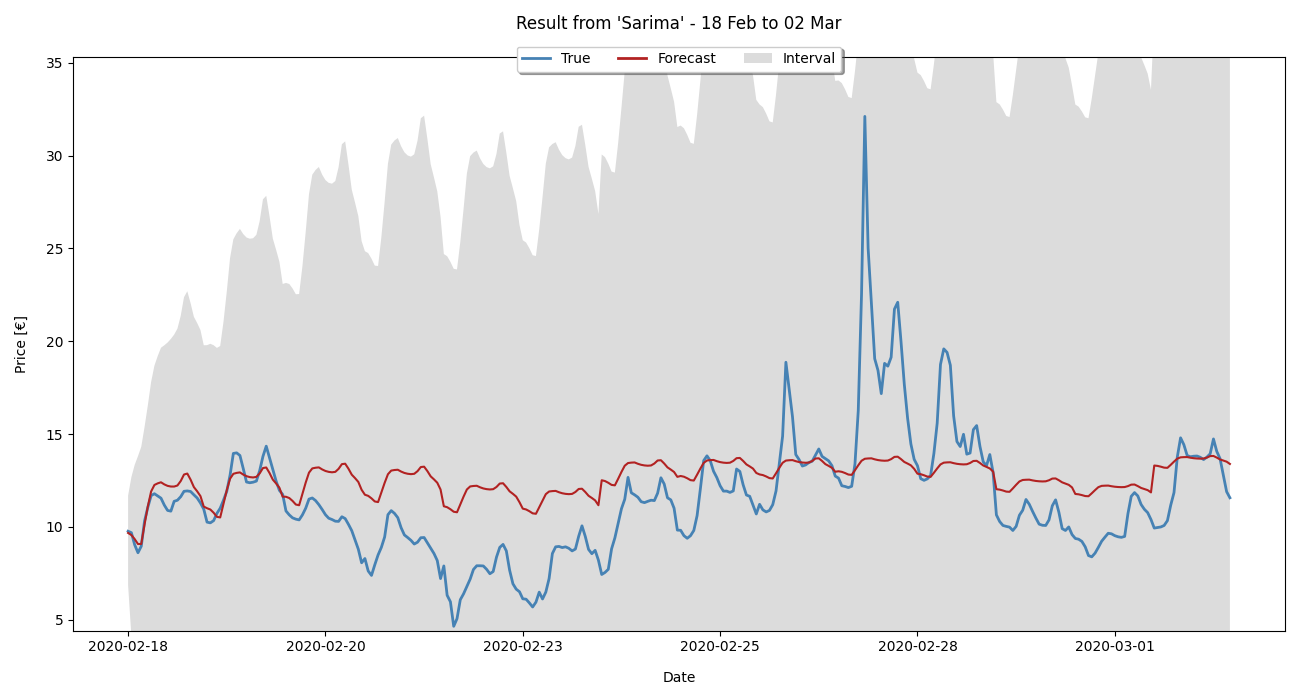 Result from 'Sarima' - 18 Feb to 02 Mar
True Forecast Interval
35
30
25
20
15
10
5
Price [€]
2020-02-18 2020-02-20 2020-02-23 2020-02-25 2020-02-28 2020-03-01
Date